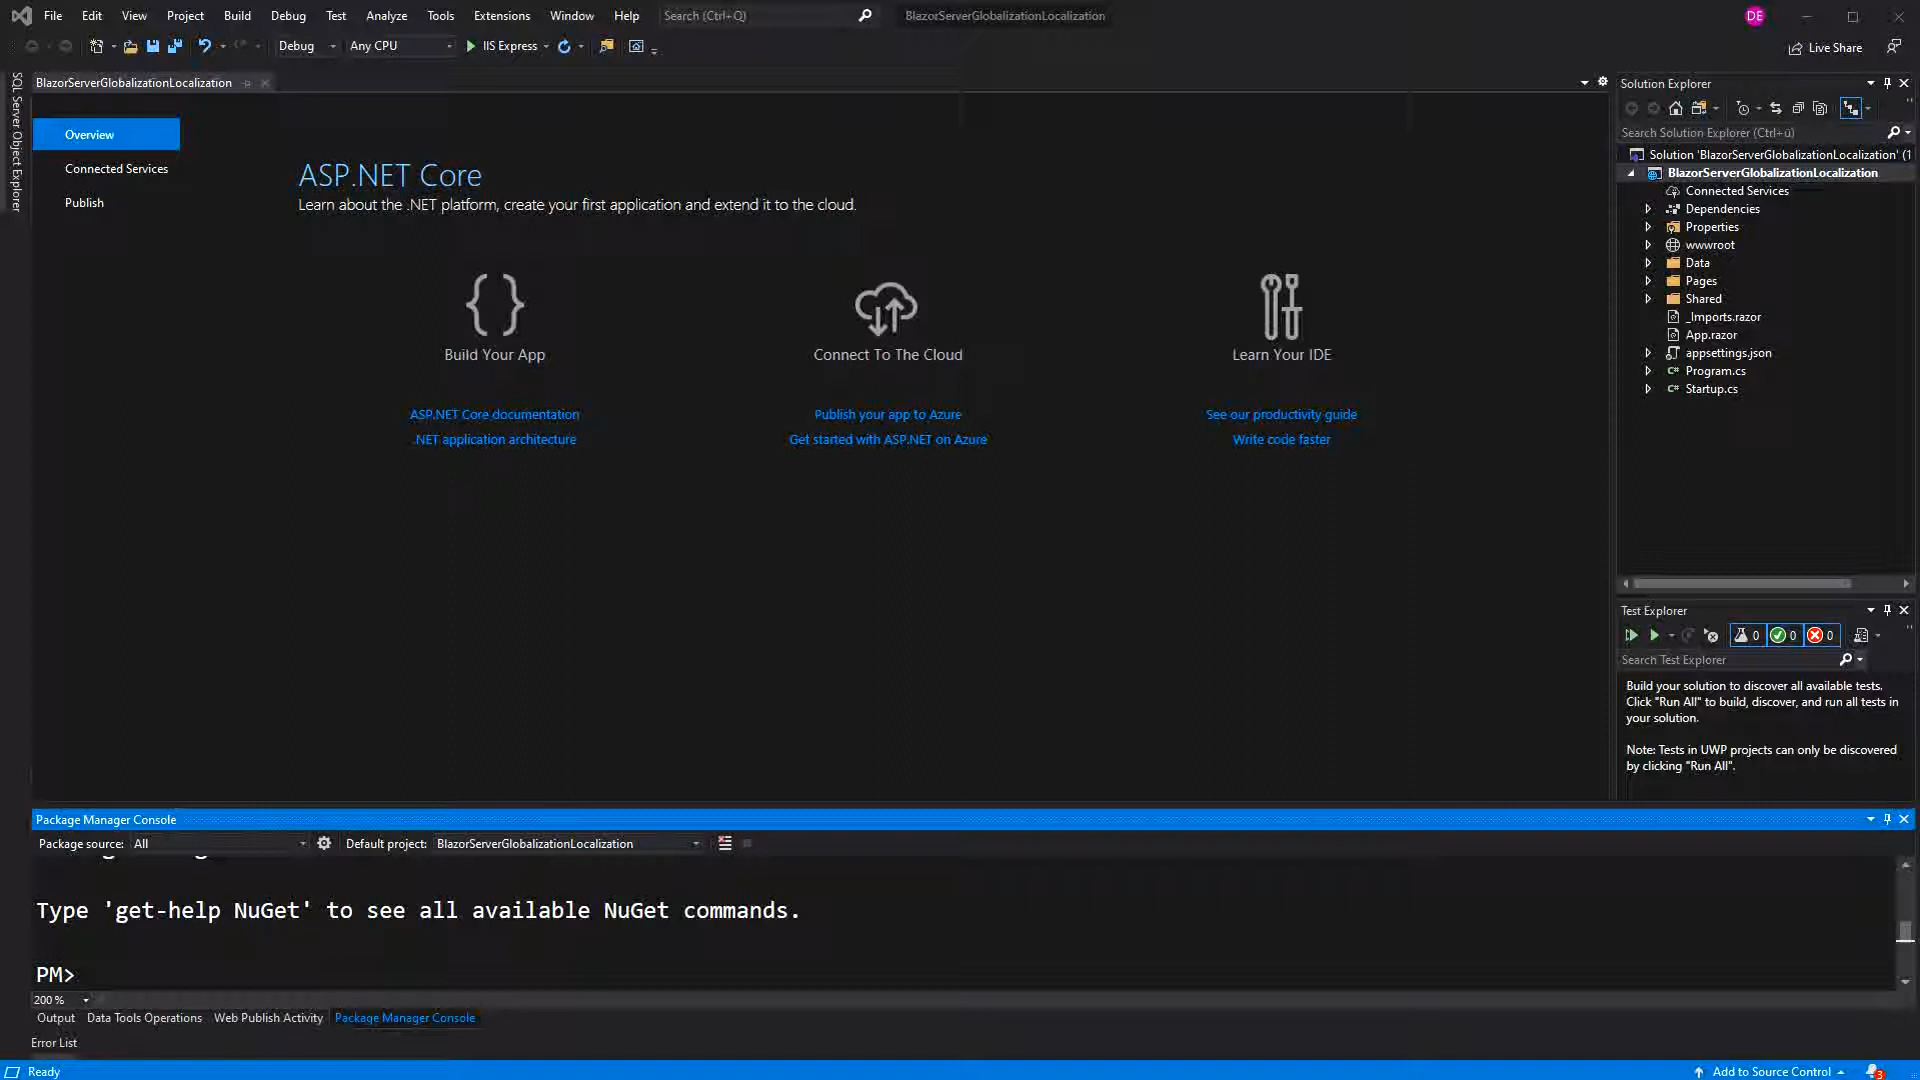 File Edit View Project Build Debug Test Analyze Tools Extensions Window Help Search (Ctrl+Q) BlazorServerGlobalizationLocalization DE
Debug Any CPU IIS Express Live Share
SQL Server Object Explorer
BlazorServerGlobalizationLocalization
Overview
Connected Services
Publish
ASP.NET Core
Learn about the .NET platform, create your first application and extend it to the cloud.
Build Your App
ASP.NET Core documentation
.NET application architecture
Connect To The Cloud
Publish your app to Azure
Get started with ASP.NET on Azure
Learn Your IDE
See our productivity guide
Write code faster
Solution Explorer
Search Solution Explorer (Ctrl+ü)
Solution 'BlazorServerGlobalizationLocalization' (1
BlazorServerGlobalizationLocalization
Connected Services
Dependencies
Properties
wwwroot
Data
Pages
Shared
_Imports.razor
App.razor
appsettings.json
C# Program.cs
C# Startup.cs
Test Explorer
0 0 0
Search Test Explorer
Build your solution to discover all available tests.
Click "Run All" to build, discover, and run all tests in
your solution.
Note: Tests in UWP projects can only be discovered
by clicking "Run All".
Package Manager Console
Package source: All Default project: BlazorServerGlobalizationLocalization
Type 'get-help NuGet' to see all available NuGet commands.
PM>
200 %
Output Data Tools Operations Web Publish Activity Package Manager Console
Error List
Ready Add to Source Control 3